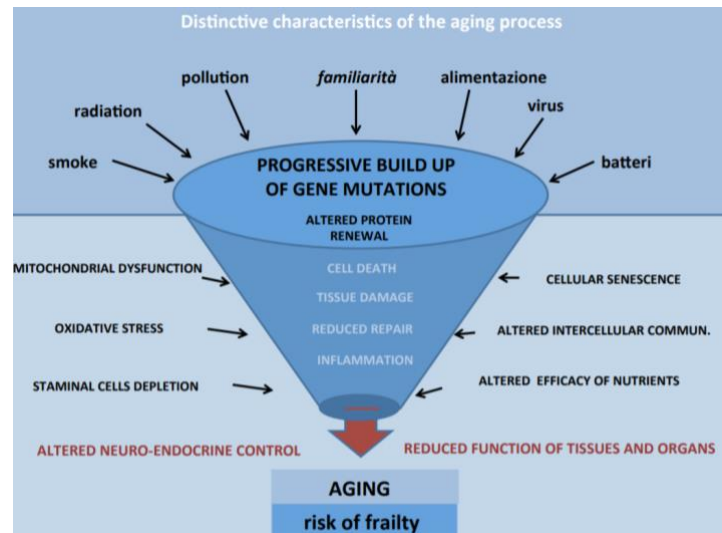 Distinctive characteristics of the aging process
pollution
familiarità
alimentazione
radiation
virus
smoke
batteri
PROGRESSIVE BUILD UP
OF GENE MUTATIONS
ALTERED PROTEIN
RENEWAL
MITOCHONDRIAL DYSFUNCTION
CELL DEATH
CELLULAR SENESCENCE
TISSUE DAMAGE
OXIDATIVE STRESS
REDUCED REPAIR
ALTERED INTERCELLULAR COMMUN.
INFLAMMATION
STAMINAL CELLS DEPLETION
ALTERED EFFICACY OF NUTRIENTS
ALTERED NEURO-ENDOCRINE CONTROL
REDUCED FUNCTION OF TISSUES AND ORGANS
AGING
risk of frailty